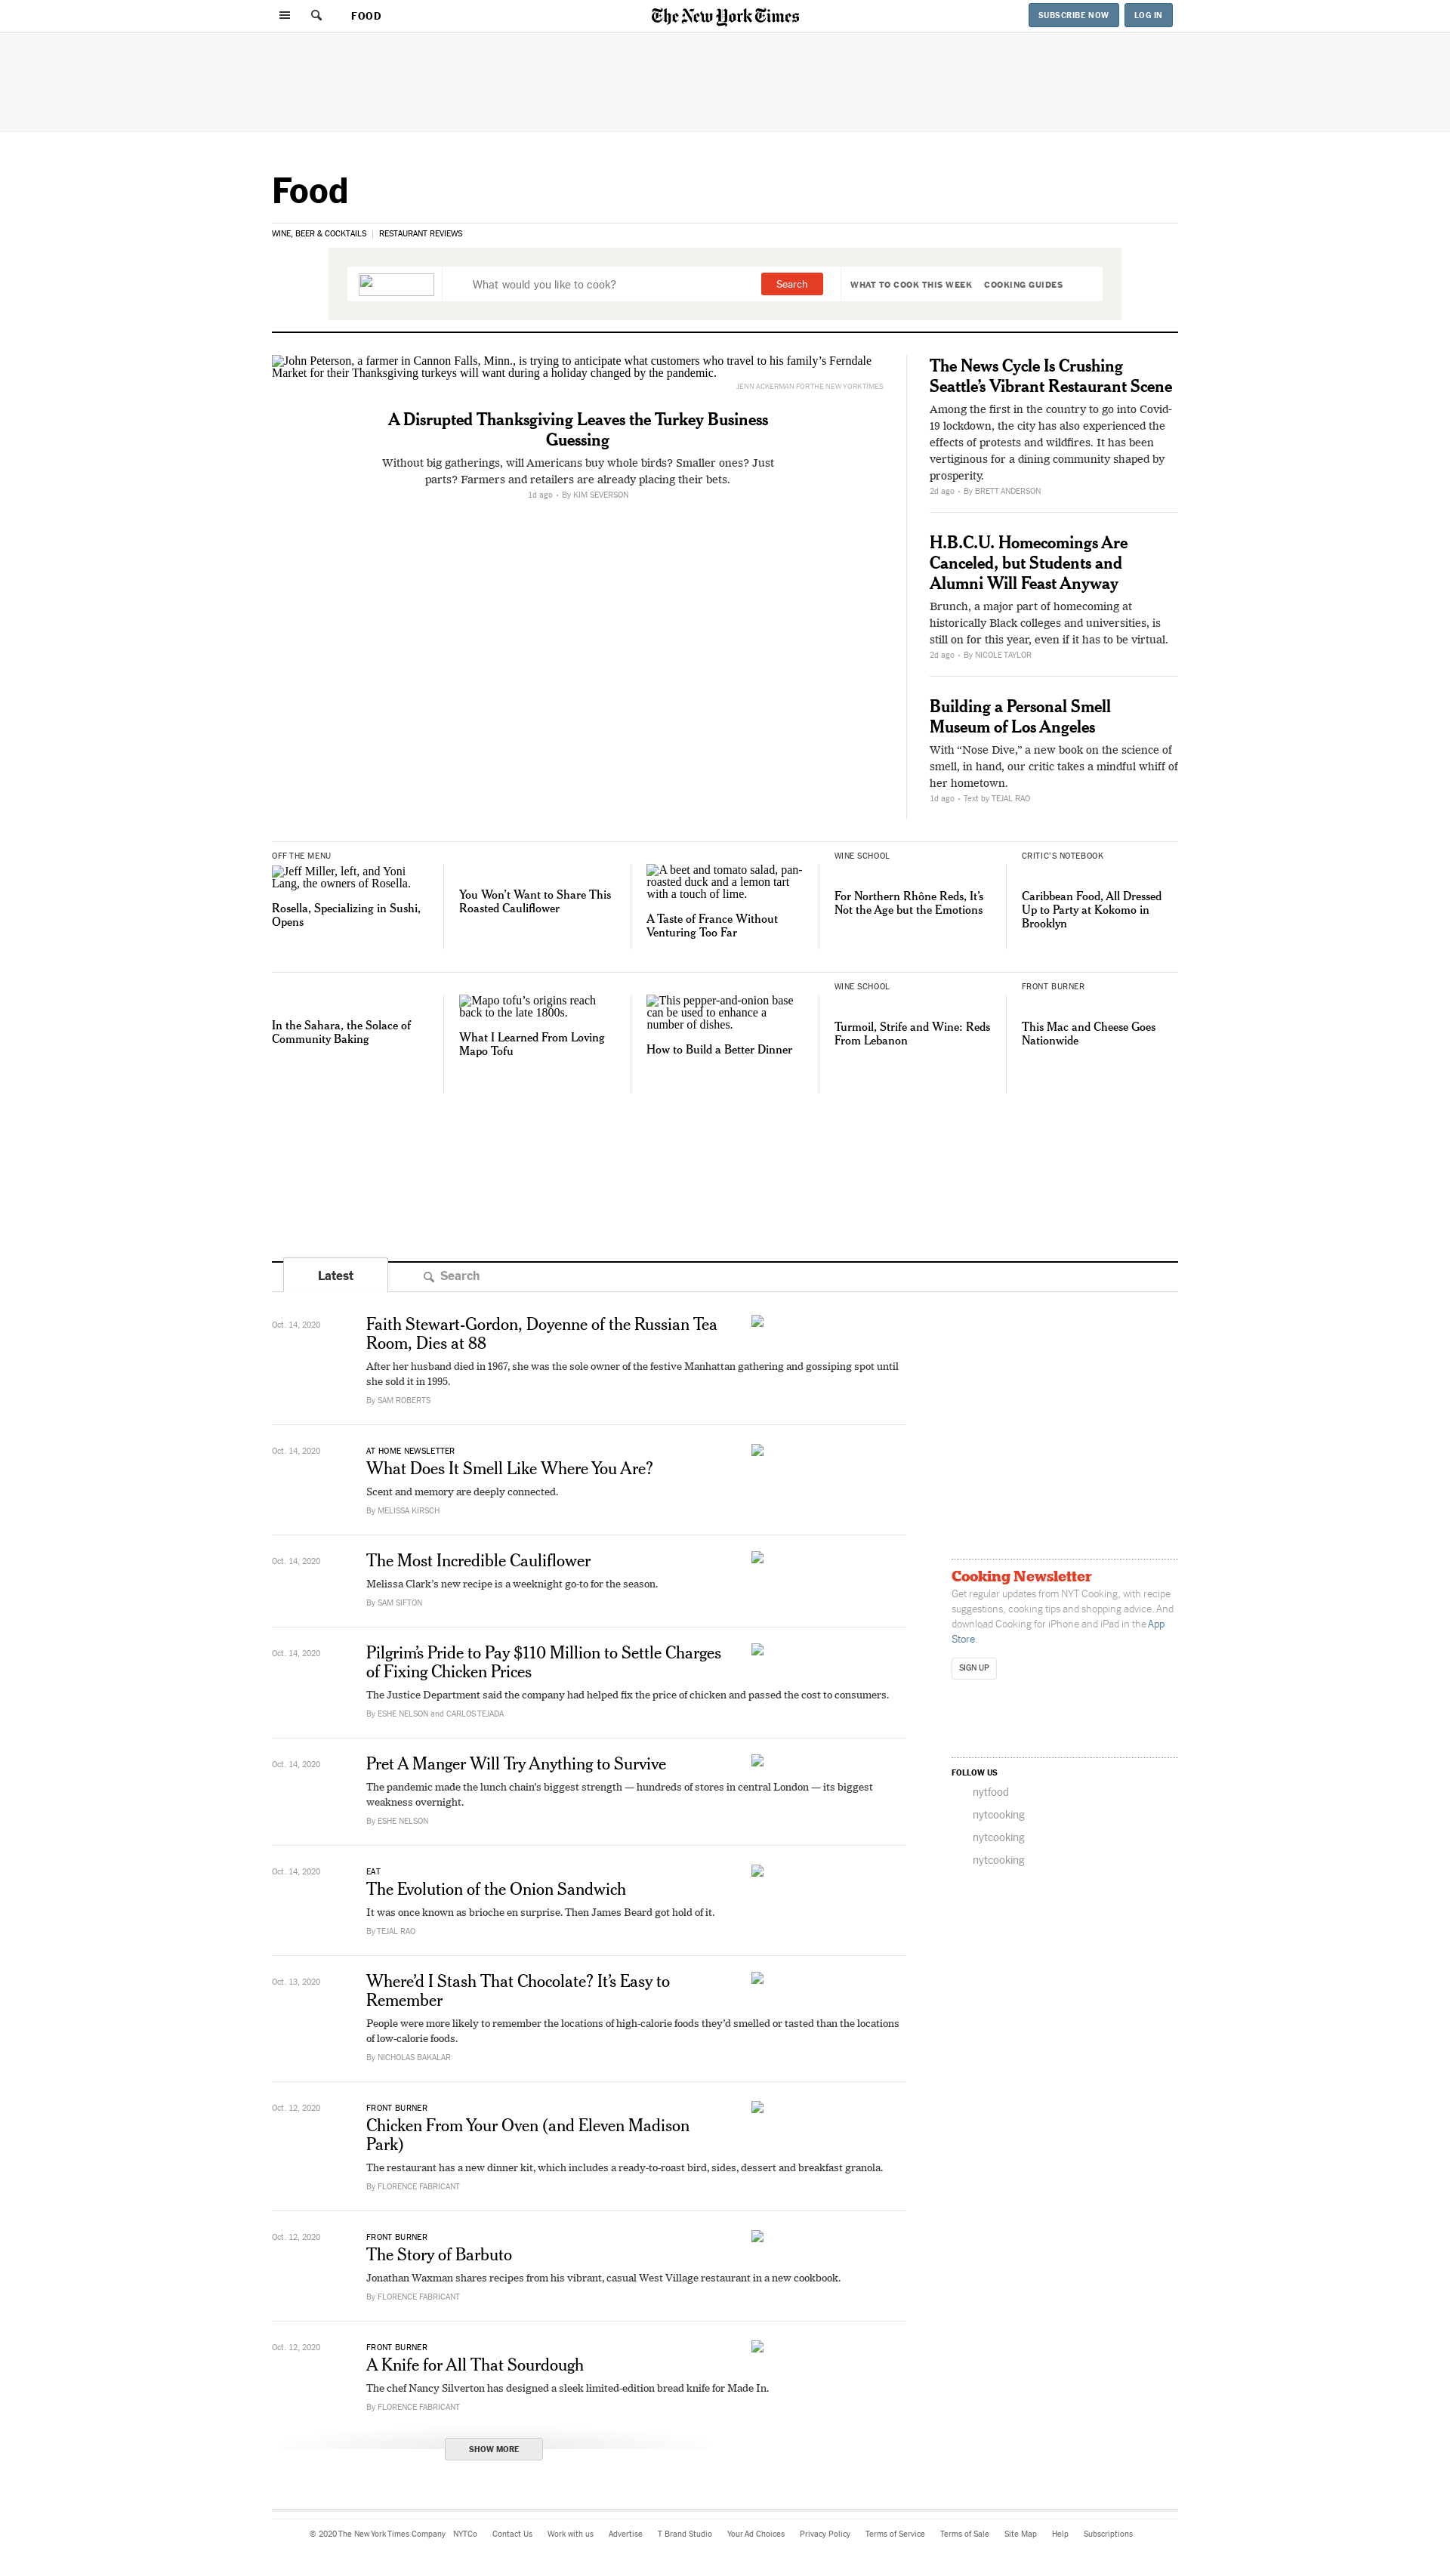 FOOD
The New York Times
SUBSCRIBE NOW
LOG IN
Food
WINE, BEER & COCKTAILS
RESTAURANT REVIEWS
What would you like to cook?
Search
WHAT TO COOK THIS WEEK
COOKING GUIDES
John Peterson, a farmer in Cannon Falls, Minn., is trying to anticipate what customers who travel to his family’s Ferndale
Market for their Thanksgiving turkeys will want during a holiday changed by the pandemic.
JENN ACKERMAN FOR THE NEW YORK TIMES
A Disrupted Thanksgiving Leaves the Turkey Business
Guessing
Without big gatherings, will Americans buy whole birds? Smaller ones? Just
parts? Farmers and retailers are already placing their bets.
1d ago • By KIM SEVERSON
The News Cycle Is Crushing
Seattle’s Vibrant Restaurant Scene
Among the first in the country to go into Covid-
19 lockdown, the city has also experienced the
effects of protests and wildfires. It has been
vertiginous for a dining community shaped by
prosperity.
2d ago • By BRETT ANDERSON
H.B.C.U. Homecomings Are
Canceled, but Students and
Alumni Will Feast Anyway
Brunch, a major part of homecoming at
historically Black colleges and universities, is
still on for this year, even if it has to be virtual.
2d ago • By NICOLE TAYLOR
Building a Personal Smell
Museum of Los Angeles
With “Nose Dive,” a new book on the science of
smell, in hand, our critic takes a mindful whiff of
her hometown.
1d ago • Text by TEJAL RAO
OFF THE MENU
Jeff Miller, left, and Yoni
Lang, the owners of Rosella.
Rosella, Specializing in Sushi,
Opens
You Won’t Want to Share This
Roasted Cauliflower
A beet and tomato salad, pan-
roasted duck and a lemon tart
with a touch of lime.
A Taste of France Without
Venturing Too Far
WINE SCHOOL
For Northern Rhône Reds, It’s
Not the Age but the Emotions
CRITIC’S NOTEBOOK
Caribbean Food, All Dressed
Up to Party at Kokomo in
Brooklyn
In the Sahara, the Solace of
Community Baking
Mapo tofu’s origins reach
back to the late 1800s.
What I Learned From Loving
Mapo Tofu
This pepper-and-onion base
can be used to enhance a
number of dishes.
How to Build a Better Dinner
WINE SCHOOL
Turmoil, Strife and Wine: Reds
From Lebanon
FRONT BURNER
This Mac and Cheese Goes
Nationwide
Latest
Search
Oct. 14, 2020
Faith Stewart-Gordon, Doyenne of the Russian Tea
Room, Dies at 88
After her husband died in 1967, she was the sole owner of the festive Manhattan gathering and gossiping spot until
she sold it in 1995.
By SAM ROBERTS
Oct. 14, 2020
AT HOME NEWSLETTER
What Does It Smell Like Where You Are?
Scent and memory are deeply connected.
By MELISSA KIRSCH
Oct. 14, 2020
The Most Incredible Cauliflower
Melissa Clark’s new recipe is a weeknight go-to for the season.
By SAM SIFTON
Oct. 14, 2020
Pilgrim’s Pride to Pay $110 Million to Settle Charges
of Fixing Chicken Prices
The Justice Department said the company had helped fix the price of chicken and passed the cost to consumers.
By ESHE NELSON and CARLOS TEJADA
Oct. 14, 2020
Pret A Manger Will Try Anything to Survive
The pandemic made the lunch chain’s biggest strength — hundreds of stores in central London — its biggest
weakness overnight.
By ESHE NELSON
Oct. 14, 2020
EAT
The Evolution of the Onion Sandwich
It was once known as brioche en surprise. Then James Beard got hold of it.
By TEJAL RAO
Oct. 13, 2020
Where’d I Stash That Chocolate? It’s Easy to
Remember
People were more likely to remember the locations of high-calorie foods they’d smelled or tasted than the locations
of low-calorie foods.
By NICHOLAS BAKALAR
Oct. 12, 2020
FRONT BURNER
Chicken From Your Oven (and Eleven Madison
Park)
The restaurant has a new dinner kit, which includes a ready-to-roast bird, sides, dessert and breakfast granola.
By FLORENCE FABRICANT
Oct. 12, 2020
FRONT BURNER
The Story of Barbuto
Jonathan Waxman shares recipes from his vibrant, casual West Village restaurant in a new cookbook.
By FLORENCE FABRICANT
Oct. 12, 2020
FRONT BURNER
A Knife for All That Sourdough
The chef Nancy Silverton has designed a sleek limited-edition bread knife for Made In.
By FLORENCE FABRICANT
SHOW MORE
Cooking Newsletter
Get regular updates from NYT Cooking, with recipe
suggestions, cooking tips and shopping advice. And
download Cooking for iPhone and iPad in the App
Store.
SIGN UP
FOLLOW US
nytfood
nytcooking
nytcooking
nytcooking
© 2020 The New York Times Company NYTCo Contact Us Work with us Advertise T Brand Studio Your Ad Choices Privacy Policy Terms of Service Terms of Sale Site Map Help Subscriptions